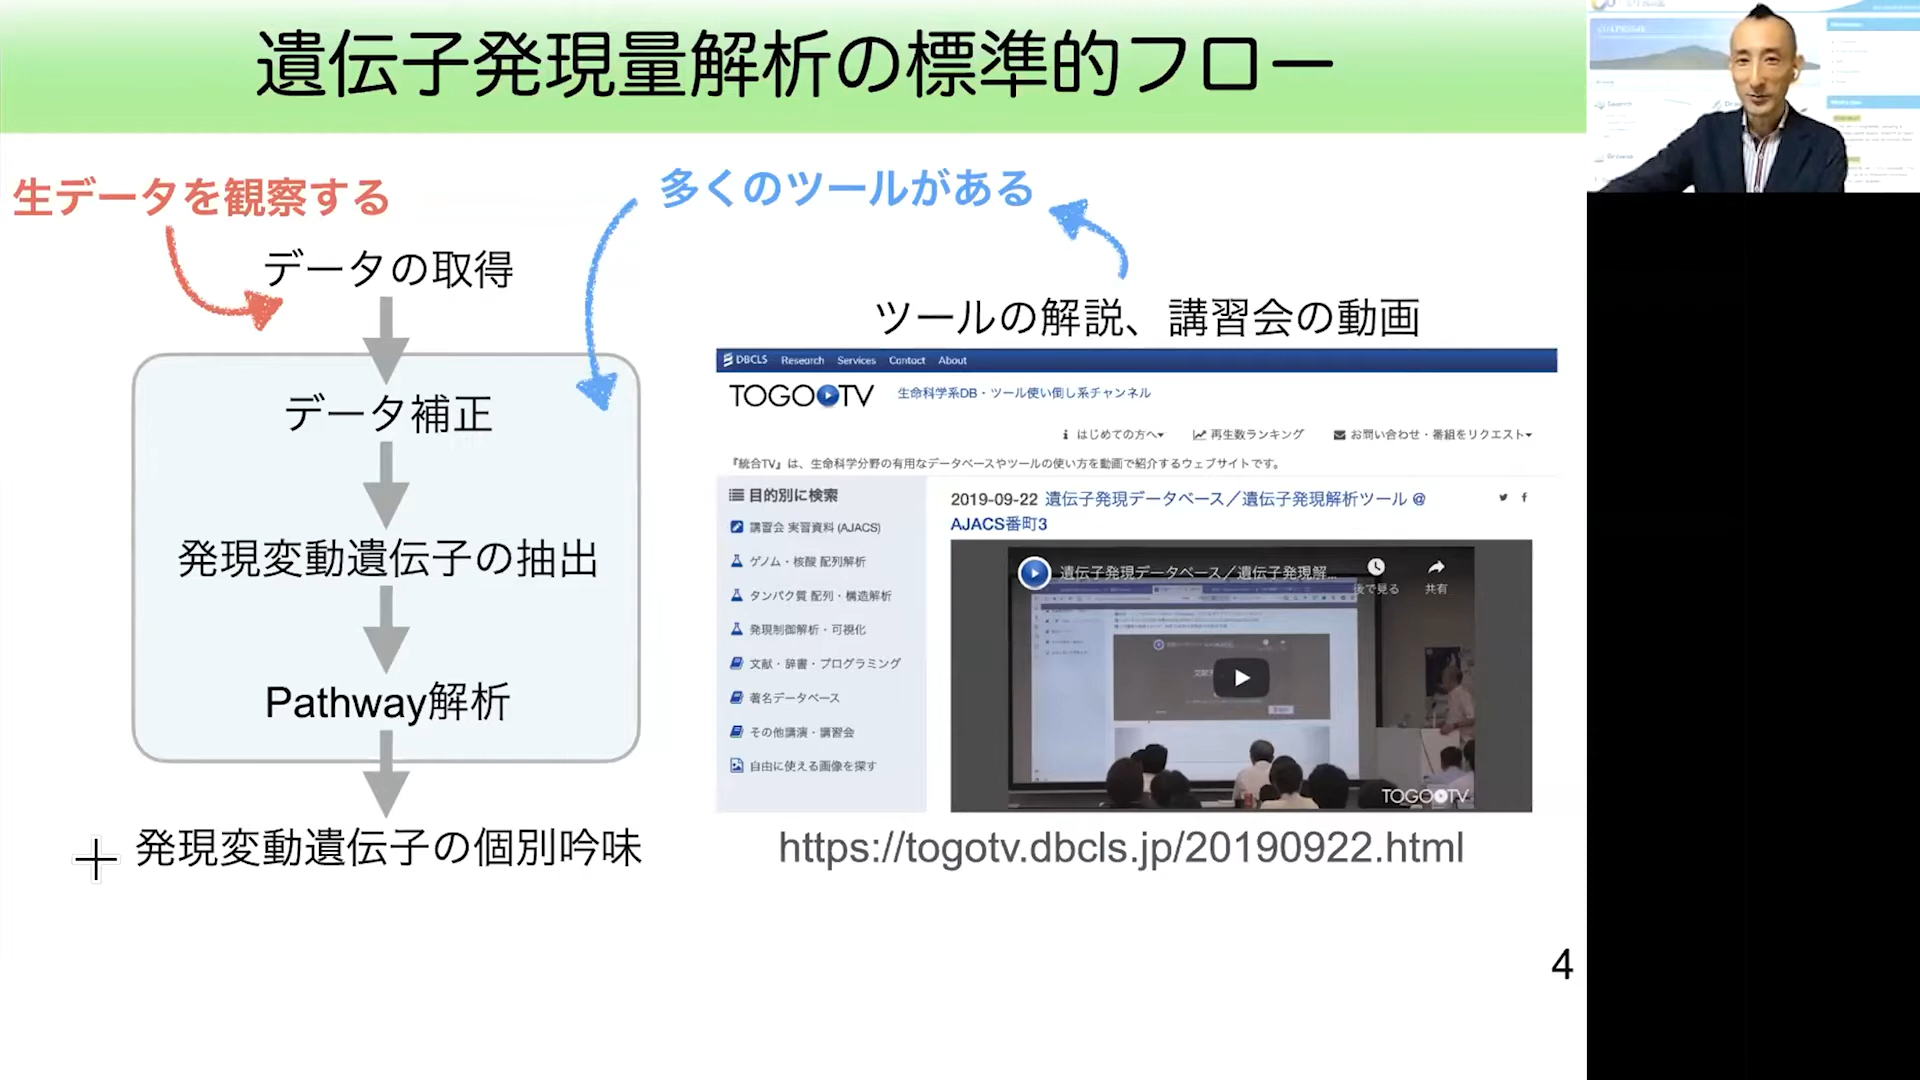 遺伝子発現量解析の標準的フロー
生データを観察する
多くのツールがある
データの取得
データ補正
発現変動遺伝子の抽出
Pathway解析
発現変動遺伝子の個別吟味
ツールの解説、講習会の動画
DBCLS Research Services Contact About
TOGOTV 生命科学系DB・ツール使い倒し系チャンネル
はじめての方へ 再生数ランキング お問い合わせ・番組をリクエスト
『統合TV』は、生命科学分野の有用なデータベースやツールの使い方を動画で紹介するウェブサイトです。
目的別に検索
講習会 実習資料 (AJACS)
ゲノム・核酸 配列解析
タンパク質 配列・構造解析
発現制御解析・可視化
文献・辞書・プログラミング
著名データベース
その他講演・講習会
自由に使える画像を探す
2019-09-22 遺伝子発現データベース／遺伝子発現解析ツール @
AJACS番町3
遺伝子発現データベース／遺伝子発現解...
後で見る 共有
TOGOTV
https://togotv.dbcls.jp/20190922.html
4